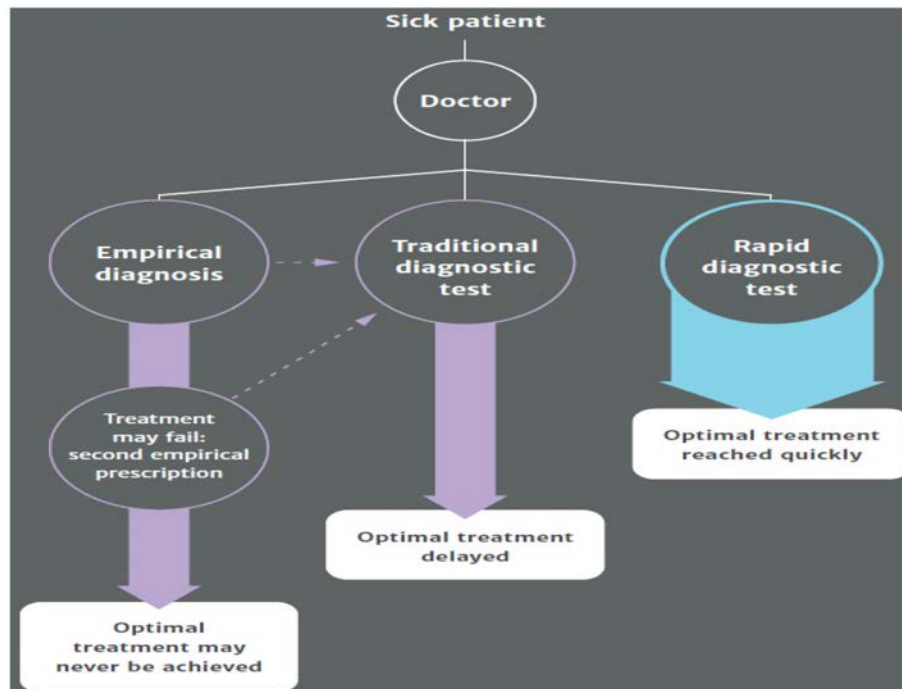 Sick patient
Doctor
Empirical
diagnosis
Traditional
diagnostic
test
Rapid
diagnostic
test
Treatment
may fail:
second empirical
prescription
Optimal treatment
reached quickly
Optimal treatment
delayed
Optimal
treatment may
never be achieved